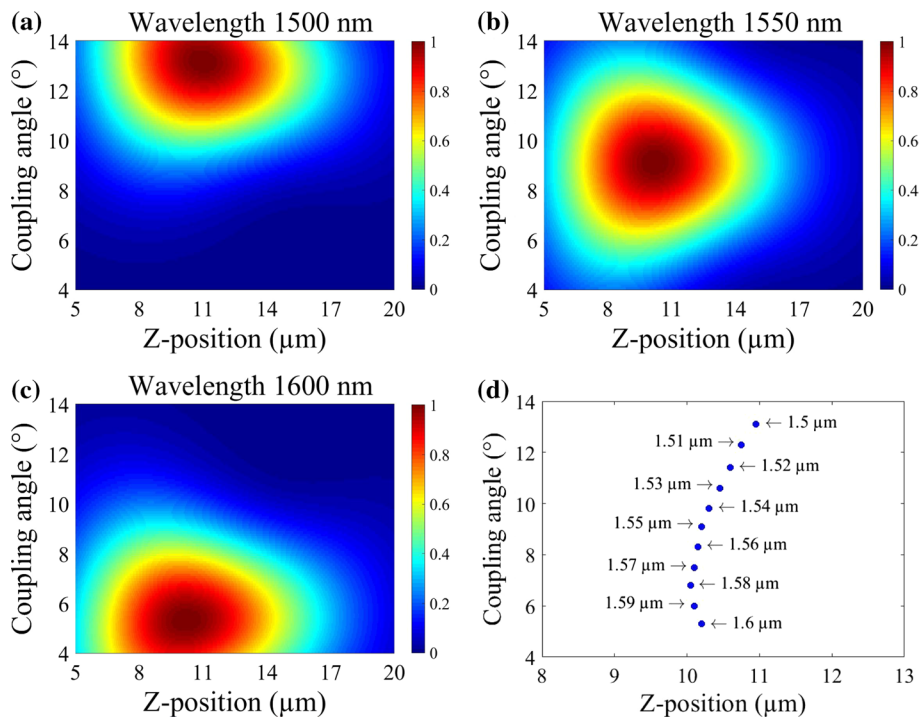 (a) Wavelength 1500 nm
Coupling angle (°)
14
12
10
8
6
4
5 8 11 14 17 20
Z-position (µm)
1
0.8
0.6
0.4
0.2
0
(b) Wavelength 1550 nm
Coupling angle (°)
14
12
10
8
6
4
5 8 11 14 17 20
Z-position (µm)
1
0.8
0.6
0.4
0.2
0
(c) Wavelength 1600 nm
Coupling angle (°)
14
12
10
8
6
4
5 8 11 14 17 20
Z-position (µm)
1
0.8
0.6
0.4
0.2
0
(d)
Coupling angle (°)
14
12
10
8
6
4
← 1.5 µm
1.51 µm →
← 1.52 µm
1.53 µm →
← 1.54 µm
1.55 µm →
← 1.56 µm
1.57 µm →
← 1.58 µm
1.59 µm →
← 1.6 µm
8 9 10 11 12 13
Z-position (µm)